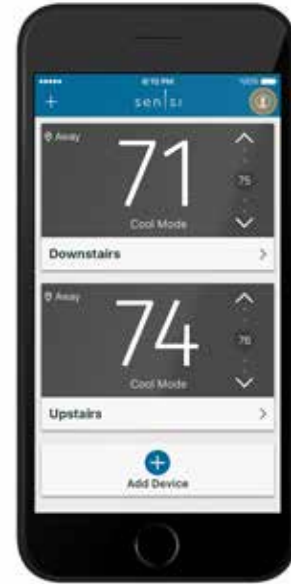 + sensi
Away
71
75
Cool Mode
Downstairs
Away
74
76
Cool Mode
Upstairs
Add Device